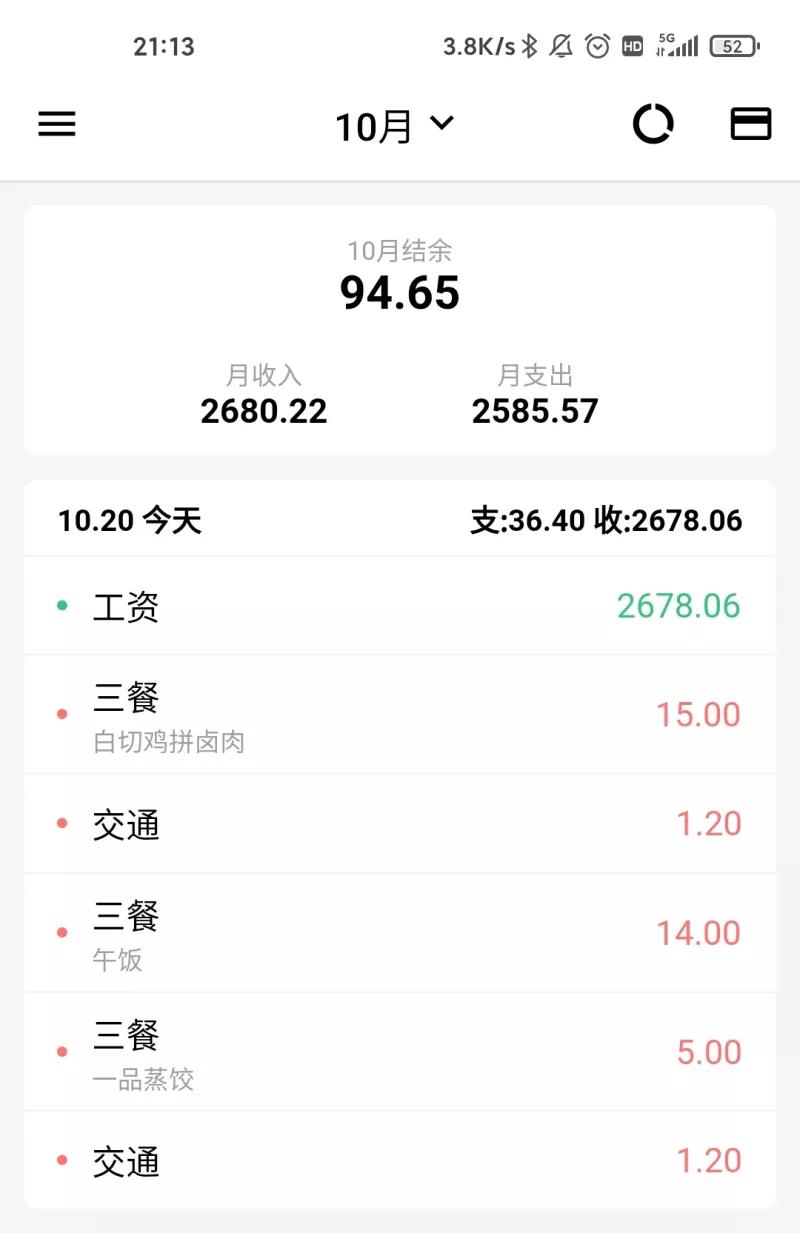 21:13 3.8K/s HD 5G 52
10月
10月结余
94.65
月收入 月支出
2680.22 2585.57
10.20 今天 支:36.40 收:2678.06
工资 2678.06
三餐 15.00
白切鸡拼卤肉
交通 1.20
三餐 14.00
午饭
三餐 5.00
一品蒸饺
交通 1.20